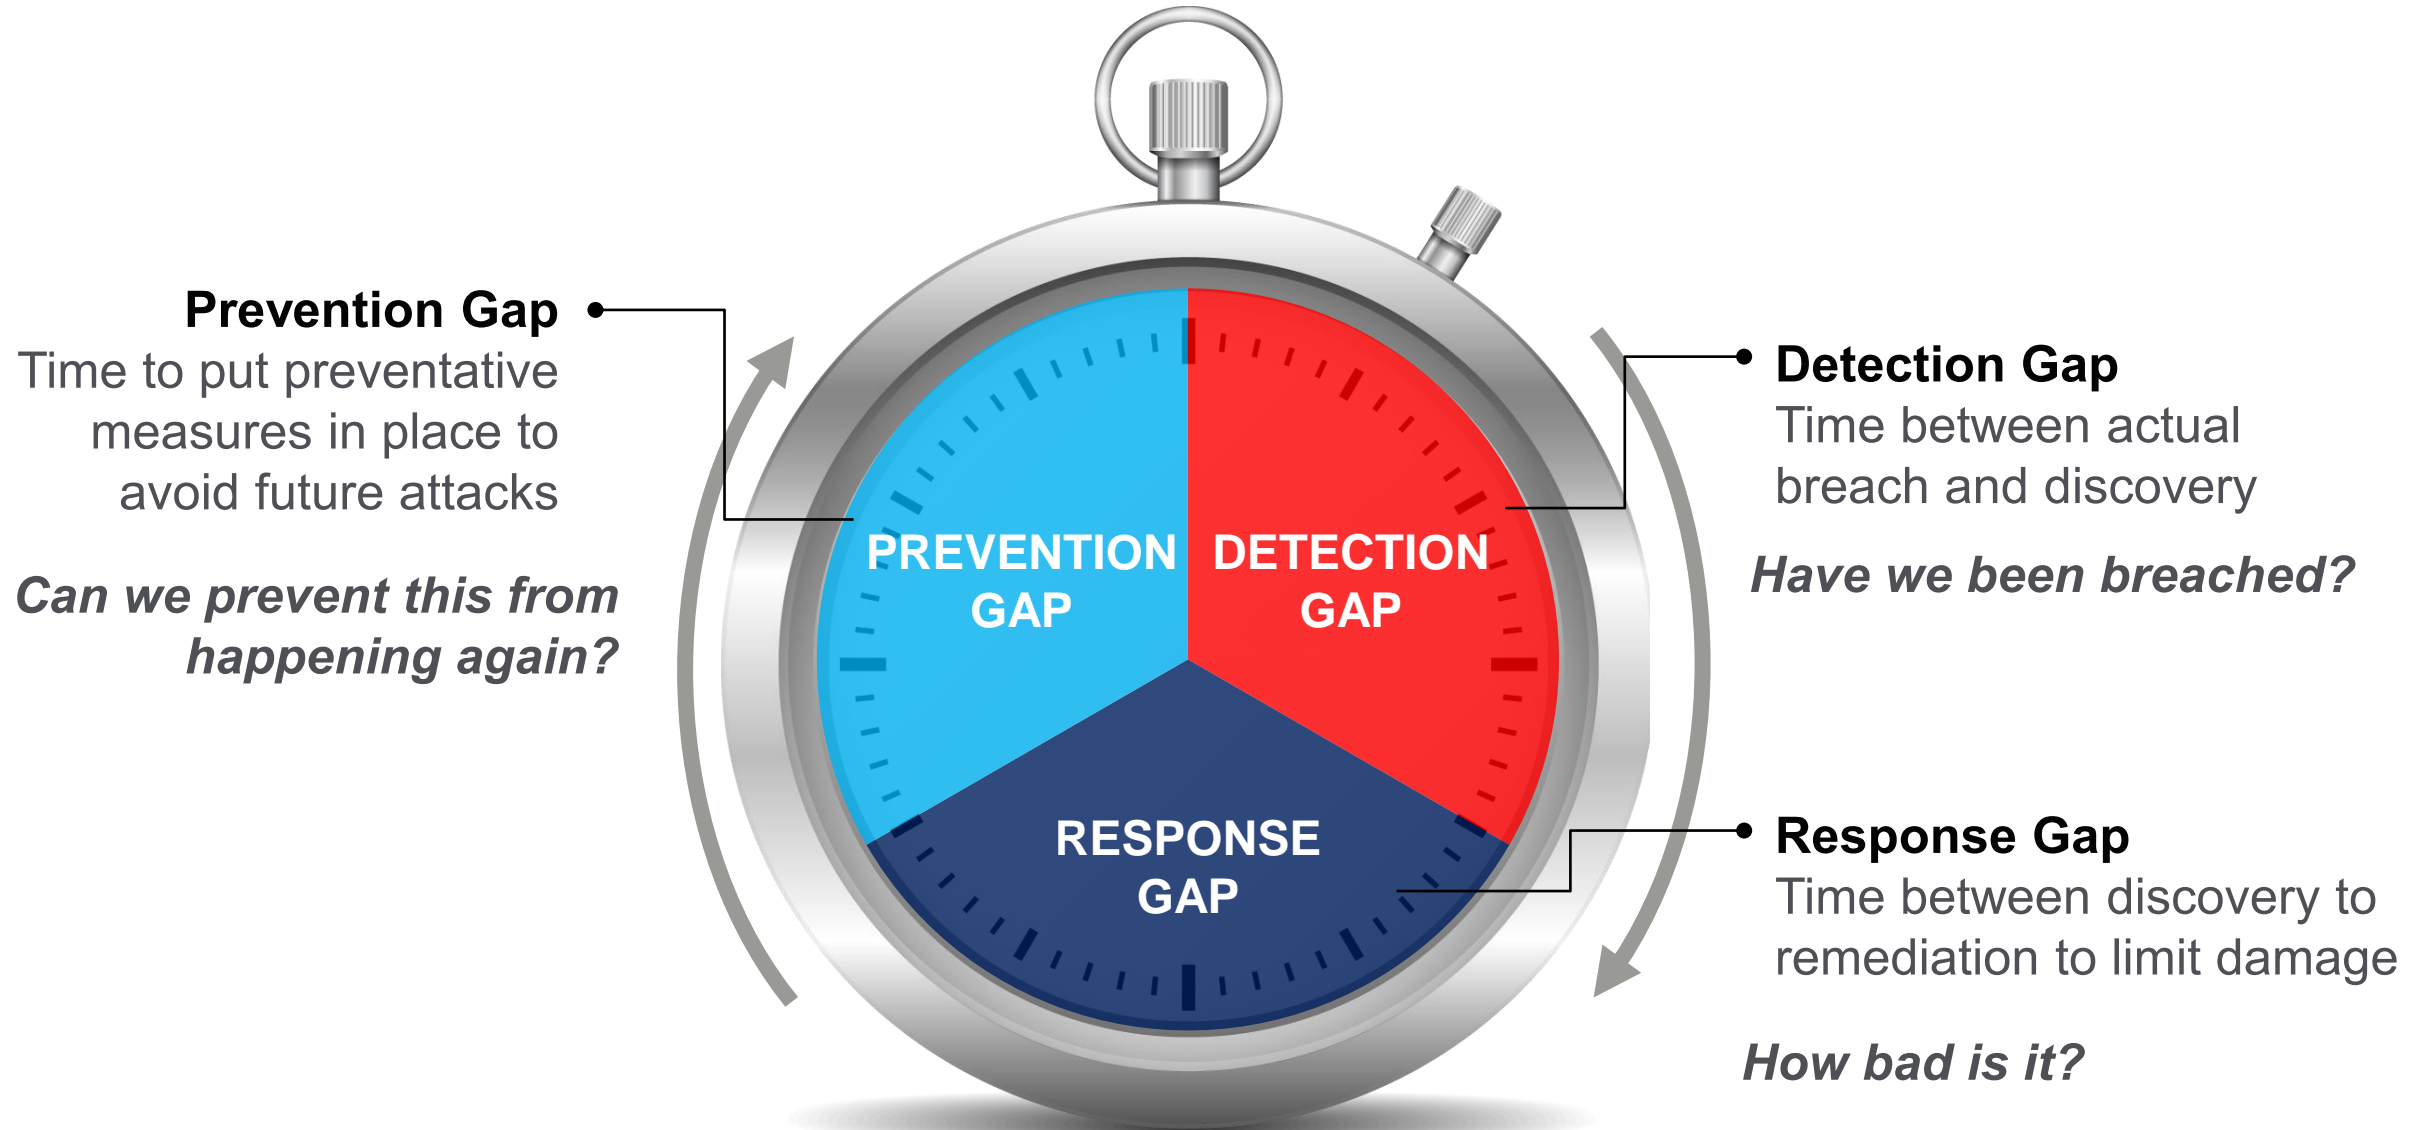 Prevention Gap
Time to put preventative
measures in place to
avoid future attacks
Can we prevent this from
happening again?
PREVENTION
GAP
DETECTION
GAP
RESPONSE
GAP
Detection Gap
Time between actual
breach and discovery
Have we been breached?
Response Gap
Time between discovery to
remediation to limit damage
How bad is it?